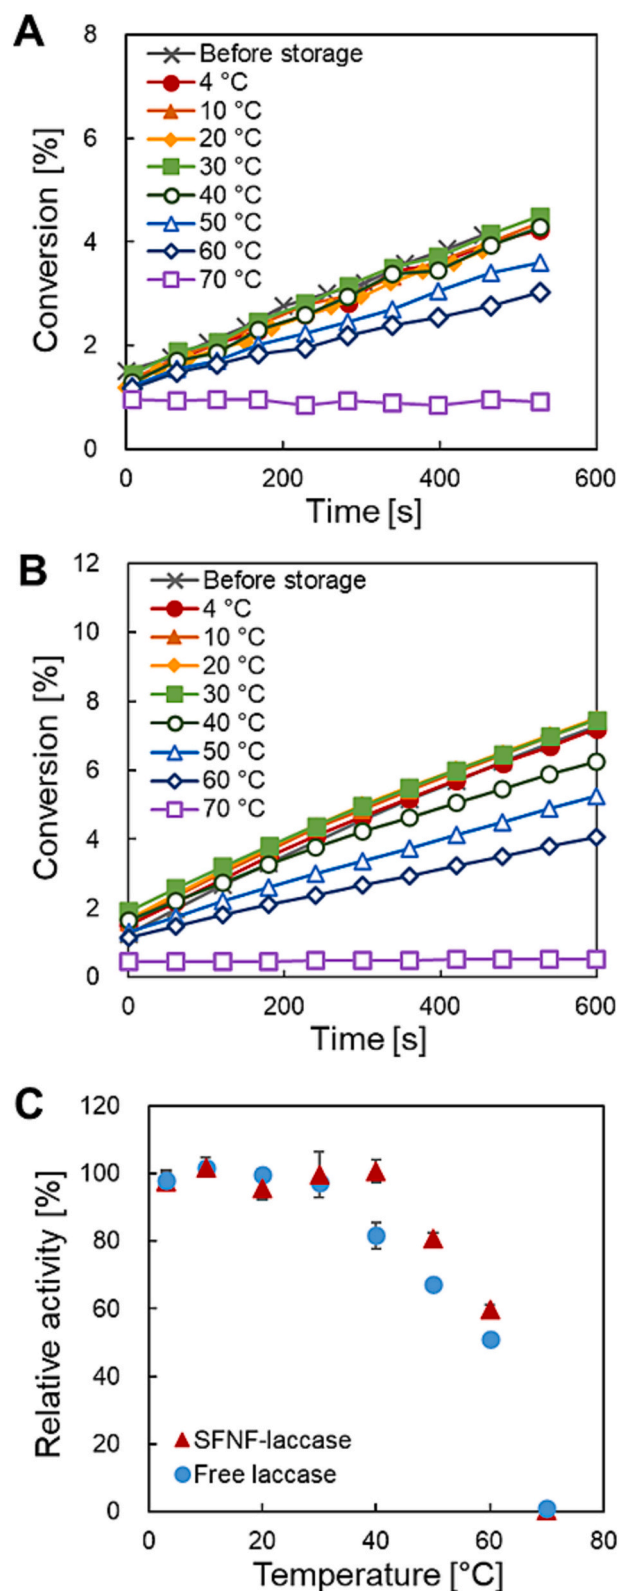 A
8
6
4
2
0
Conversion [%]
Before storage
4 °C
10 °C
20 °C
30 °C
40 °C
50 °C
60 °C
70 °C
0 200 400 600
Time [s]
B
12
10
8
6
4
2
0
Conversion [%]
Before storage
4 °C
10 °C
20 °C
30 °C
40 °C
50 °C
60 °C
70 °C
0 200 400 600
Time [s]
C
120
100
80
60
40
20
0
Relative activity [%]
SFNF-laccase
Free laccase
0 20 40 60 80
Temperature [°C]